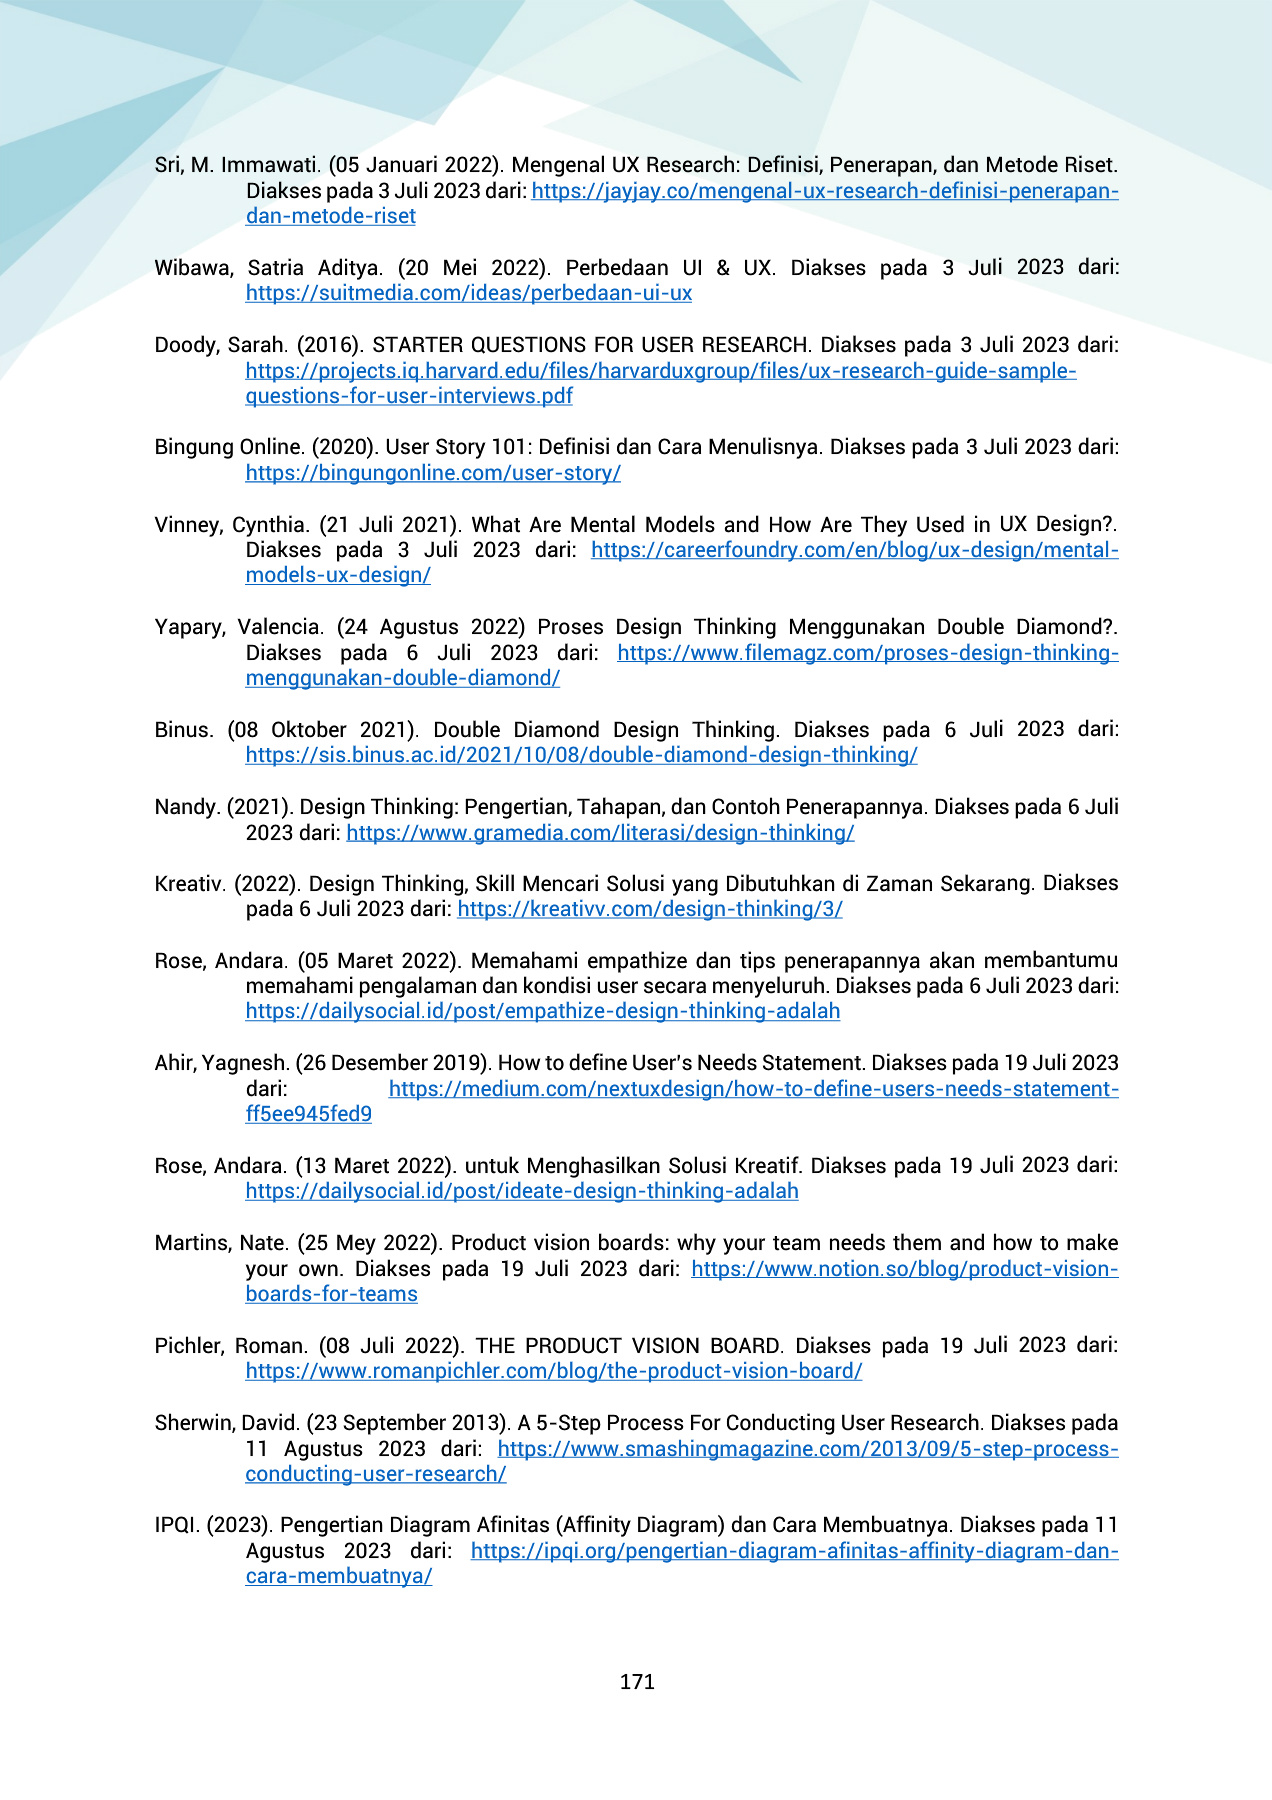 Sri, M. Immawati. (05 Januari 2022). Mengenal UX Research: Definisi, Penerapan, dan Metode Riset.
Diakses pada 3 Juli 2023 dari: https://jayjay.co/mengenal-ux-research-definisi-penerapan-
dan-metode-riset
Wibawa, Satria Aditya. (20 Mei 2022). Perbedaan UI & UX. Diakses pada 3 Juli 2023 dari:
https://suitmedia.com/ideas/perbedaan-ui-ux
Doody, Sarah. (2016). STARTER QUESTIONS FOR USER RESEARCH. Diakses pada 3 Juli 2023 dari:
https://projects.iq.harvard.edu/files/harvarduxgroup/files/ux-research-guide-sample-
questions-for-user-interviews.pdf
Bingung Online. (2020). User Story 101: Definisi dan Cara Menulisnya. Diakses pada 3 Juli 2023 dari:
https://bingungonline.com/user-story/
Vinney, Cynthia. (21 Juli 2021). What Are Mental Models and How Are They Used in UX Design?.
Diakses pada 3 Juli 2023 dari: https://careerfoundry.com/en/blog/ux-design/mental-
models-ux-design/
Yapary, Valencia. (24 Agustus 2022) Proses Design Thinking Menggunakan Double Diamond?.
Diakses pada 6 Juli 2023 dari: https://www.filemagz.com/proses-design-thinking-
menggunakan-double-diamond/
Binus. (08 Oktober 2021). Double Diamond Design Thinking. Diakses pada 6 Juli 2023 dari:
https://sis.binus.ac.id/2021/10/08/double-diamond-design-thinking/
Nandy. (2021). Design Thinking: Pengertian, Tahapan, dan Contoh Penerapannya. Diakses pada 6 Juli
2023 dari: https://www.gramedia.com/literasi/design-thinking/
Kreativ. (2022). Design Thinking, Skill Mencari Solusi yang Dibutuhkan di Zaman Sekarang. Diakses
pada 6 Juli 2023 dari: https://kreativv.com/design-thinking/3/
Rose, Andara. (05 Maret 2022). Memahami empathize dan tips penerapannya akan membantumu
memahami pengalaman dan kondisi user secara menyeluruh. Diakses pada 6 Juli 2023 dari:
https://dailysocial.id/post/empathize-design-thinking-adalah
Ahir, Yagnesh. (26 Desember 2019). How to define User's Needs Statement. Diakses pada 19 Juli 2023
dari: https://medium.com/nextuxdesign/how-to-define-users-needs-statement-
ff5ee945fed9
Rose, Andara. (13 Maret 2022). untuk Menghasilkan Solusi Kreatif. Diakses pada 19 Juli 2023 dari:
https://dailysocial.id/post/ideate-design-thinking-adalah
Martins, Nate. (25 Mey 2022). Product vision boards: why your team needs them and how to make
your own. Diakses pada 19 Juli 2023 dari: https://www.notion.so/blog/product-vision-
boards-for-teams
Pichler, Roman. (08 Juli 2022). THE PRODUCT VISION BOARD. Diakses pada 19 Juli 2023 dari:
https://www.romanpichler.com/blog/the-product-vision-board/
Sherwin, David. (23 September 2013). A 5-Step Process For Conducting User Research. Diakses pada
11 Agustus 2023 dari: https://www.smashingmagazine.com/2013/09/5-step-process-
conducting-user-research/
IPQI. (2023). Pengertian Diagram Afinitas (Affinity Diagram) dan Cara Membuatnya. Diakses pada 11
Agustus 2023 dari: https://ipqi.org/pengertian-diagram-afinitas-affinity-diagram-dan-
cara-membuatnya/
171